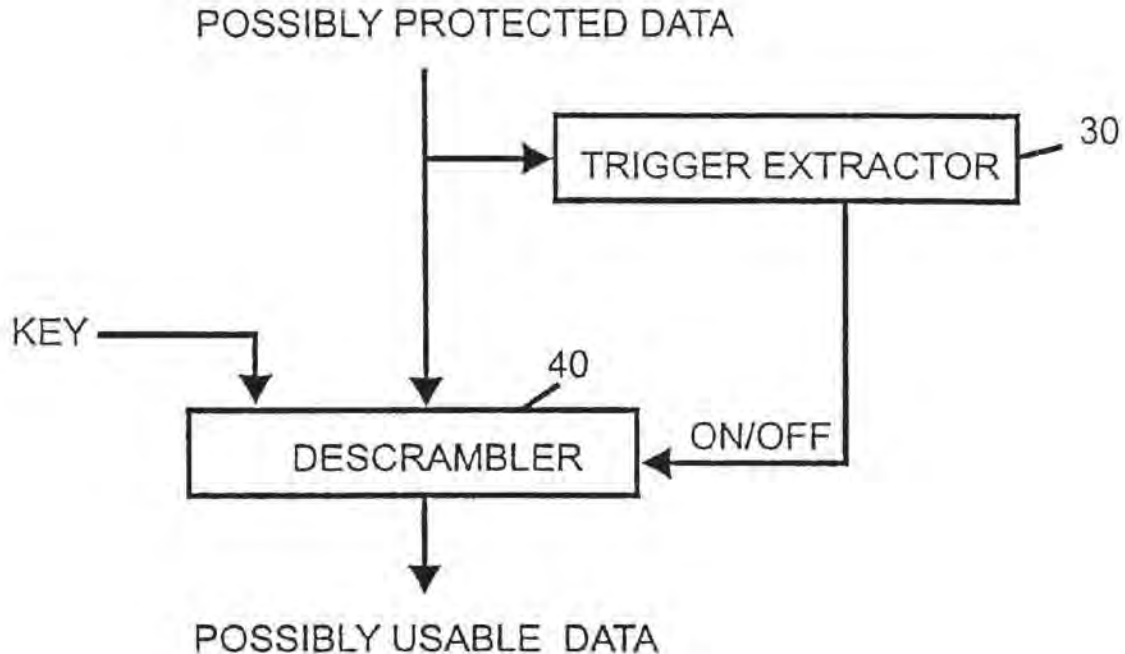 POSSIBLY PROTECTED DATA
30
TRIGGER EXTRACTOR
KEY
40
ON/OFF
DESCRAMBLER
POSSIBLY USABLE DATA